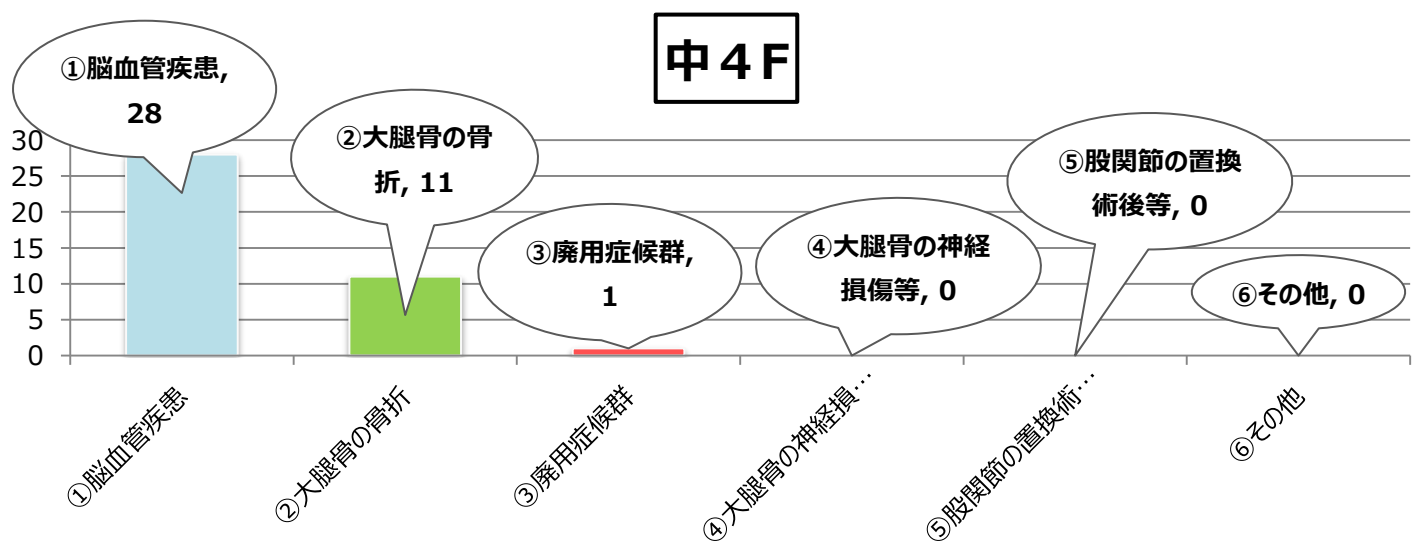 中４F
①脳血管疾患,
28
②大腿骨の骨
折, 11
③廃用症候群,
1
④大腿骨の神経
損傷等, 0
⑤股関節の置換
術後等, 0
⑥その他, 0
30
25
20
15
10
5
0
①脳血管疾患
②大腿骨の骨折
③廃用症候群
④大腿骨の神経損…
⑤股関節の置換術…
⑥その他